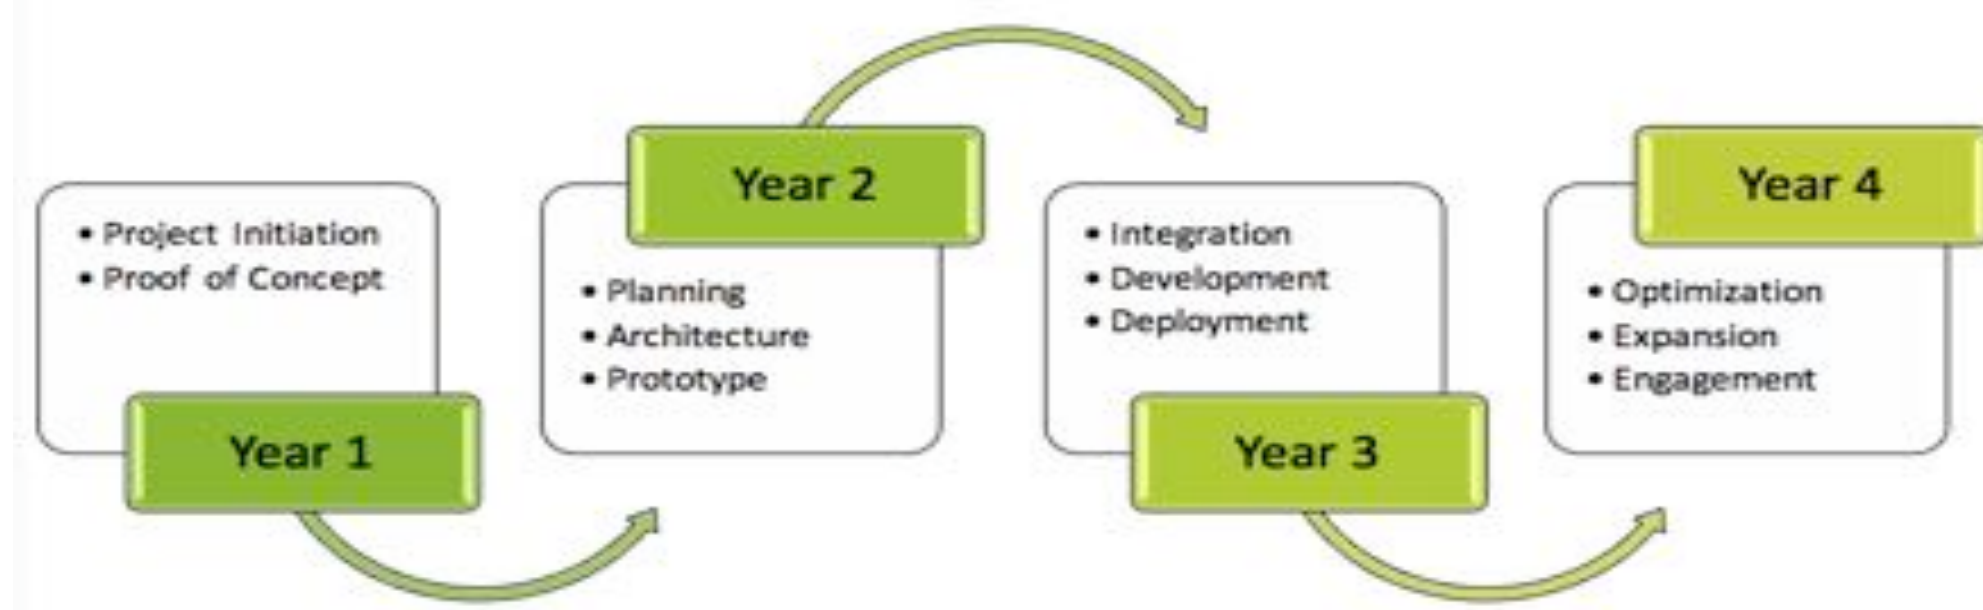 • Project Initiation
• Proof of Concept
Year 1
Year 2
• Planning
• Architecture
• Prototype
• Integration
• Development
• Deployment
Year 3
Year 4
• Optimization
• Expansion
• Engagement